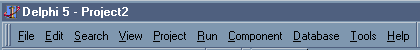 Delphi 5 - Project2
File Edit Search View Project Run Component Database Tools Help